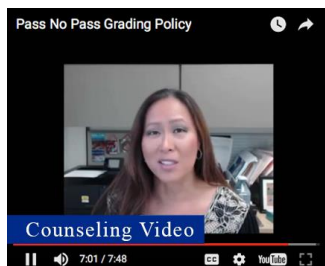 Pass No Pass Grading Policy
Counseling Video
7:01 / 7:48
CC
YouTube